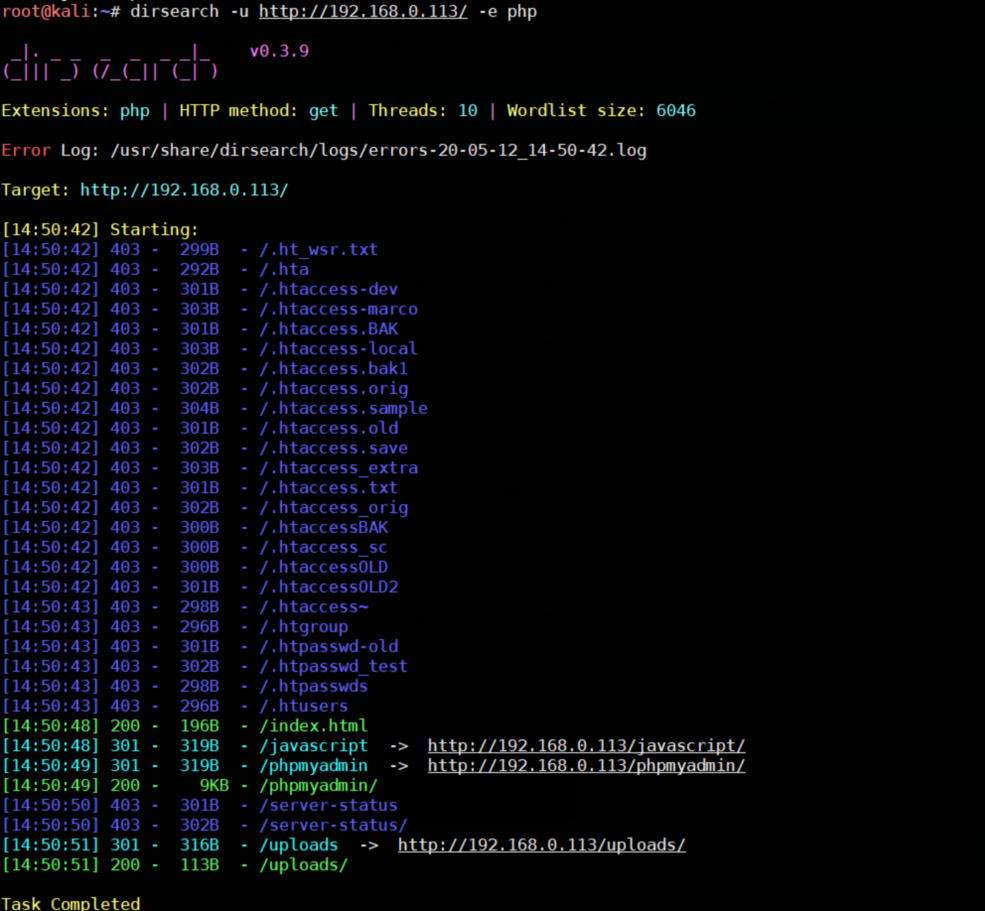 root@kali:~# dirsearch -u http://192.168.0.113/ -e php
 _|. _ _  _  _  _ _|_    v0.3.9
(_||| _) (/_(_|| (_| )
Extensions: php | HTTP method: get | Threads: 10 | Wordlist size: 6046
Error Log: /usr/share/dirsearch/logs/errors-20-05-12_14-50-42.log
Target: http://192.168.0.113/
[14:50:42] Starting:
[14:50:42] 403 -  299B  - /.ht_wsr.txt
[14:50:42] 403 -  292B  - /.hta
[14:50:42] 403 -  301B  - /.htaccess-dev
[14:50:42] 403 -  303B  - /.htaccess-marco
[14:50:42] 403 -  301B  - /.htaccess.BAK
[14:50:42] 403 -  303B  - /.htaccess-local
[14:50:42] 403 -  302B  - /.htaccess.bak1
[14:50:42] 403 -  302B  - /.htaccess.orig
[14:50:42] 403 -  304B  - /.htaccess.sample
[14:50:42] 403 -  301B  - /.htaccess.old
[14:50:42] 403 -  302B  - /.htaccess.save
[14:50:42] 403 -  303B  - /.htaccess_extra
[14:50:42] 403 -  301B  - /.htaccess.txt
[14:50:42] 403 -  302B  - /.htaccess_orig
[14:50:42] 403 -  300B  - /.htaccessBAK
[14:50:42] 403 -  300B  - /.htaccess_sc
[14:50:42] 403 -  300B  - /.htaccessOLD
[14:50:42] 403 -  301B  - /.htaccessOLD2
[14:50:43] 403 -  298B  - /.htaccess~
[14:50:43] 403 -  296B  - /.htgroup
[14:50:43] 403 -  301B  - /.htpasswd-old
[14:50:43] 403 -  302B  - /.htpasswd_test
[14:50:43] 403 -  298B  - /.htpasswds
[14:50:43] 403 -  296B  - /.htusers
[14:50:48] 200 -  196B  - /index.html
[14:50:48] 301 -  319B  - /javascript  ->  http://192.168.0.113/javascript/
[14:50:49] 301 -  319B  - /phpmyadmin  ->  http://192.168.0.113/phpmyadmin/
[14:50:49] 200 -    9KB - /phpmyadmin/
[14:50:50] 403 -  301B  - /server-status
[14:50:50] 403 -  302B  - /server-status/
[14:50:51] 301 -  316B  - /uploads  ->  http://192.168.0.113/uploads/
[14:50:51] 200 -  113B  - /uploads/
Task Completed